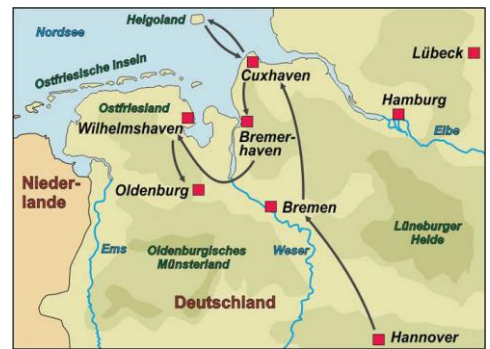 Helgoland
Nordsee
Lübeck
Cuxhaven
Ostfriesische Inseln
Hamburg
Ostfriesland
Wilhelmshaven
Bremer-
haven
Elbe
Nieder-
lande
Oldenburg
Bremen
Lüneburger
Heide
Ems
Oldenburgisches
Münsterland
Weser
Deutschland
Hannover